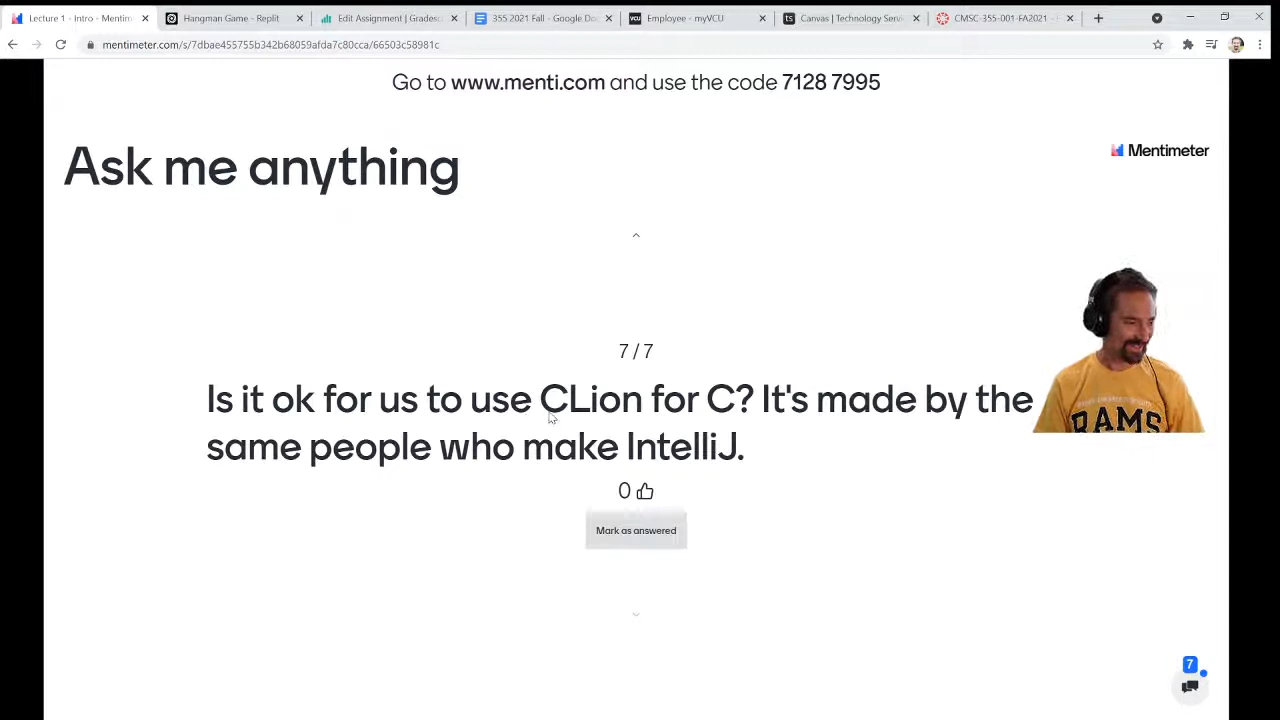 Lecture 1 - Intro - Mentim
Hangman Game - Replit
Edit Assignment | Gradesc
355 2021 Fall - Google Do
Employee - myVCU
Canvas | Technology Servi
CMSC-355-001-FA2021 -
mentimeter.com/s/7dbae455755b342b68059afda7c80cca/66503c58981c
Go to www.menti.com and use the code 7128 7995
Ask me anything
Mentimeter
7 / 7
Is it ok for us to use CLion for C? It's made by the
same people who make IntelliJ.
0
Mark as answered
RAMS
7